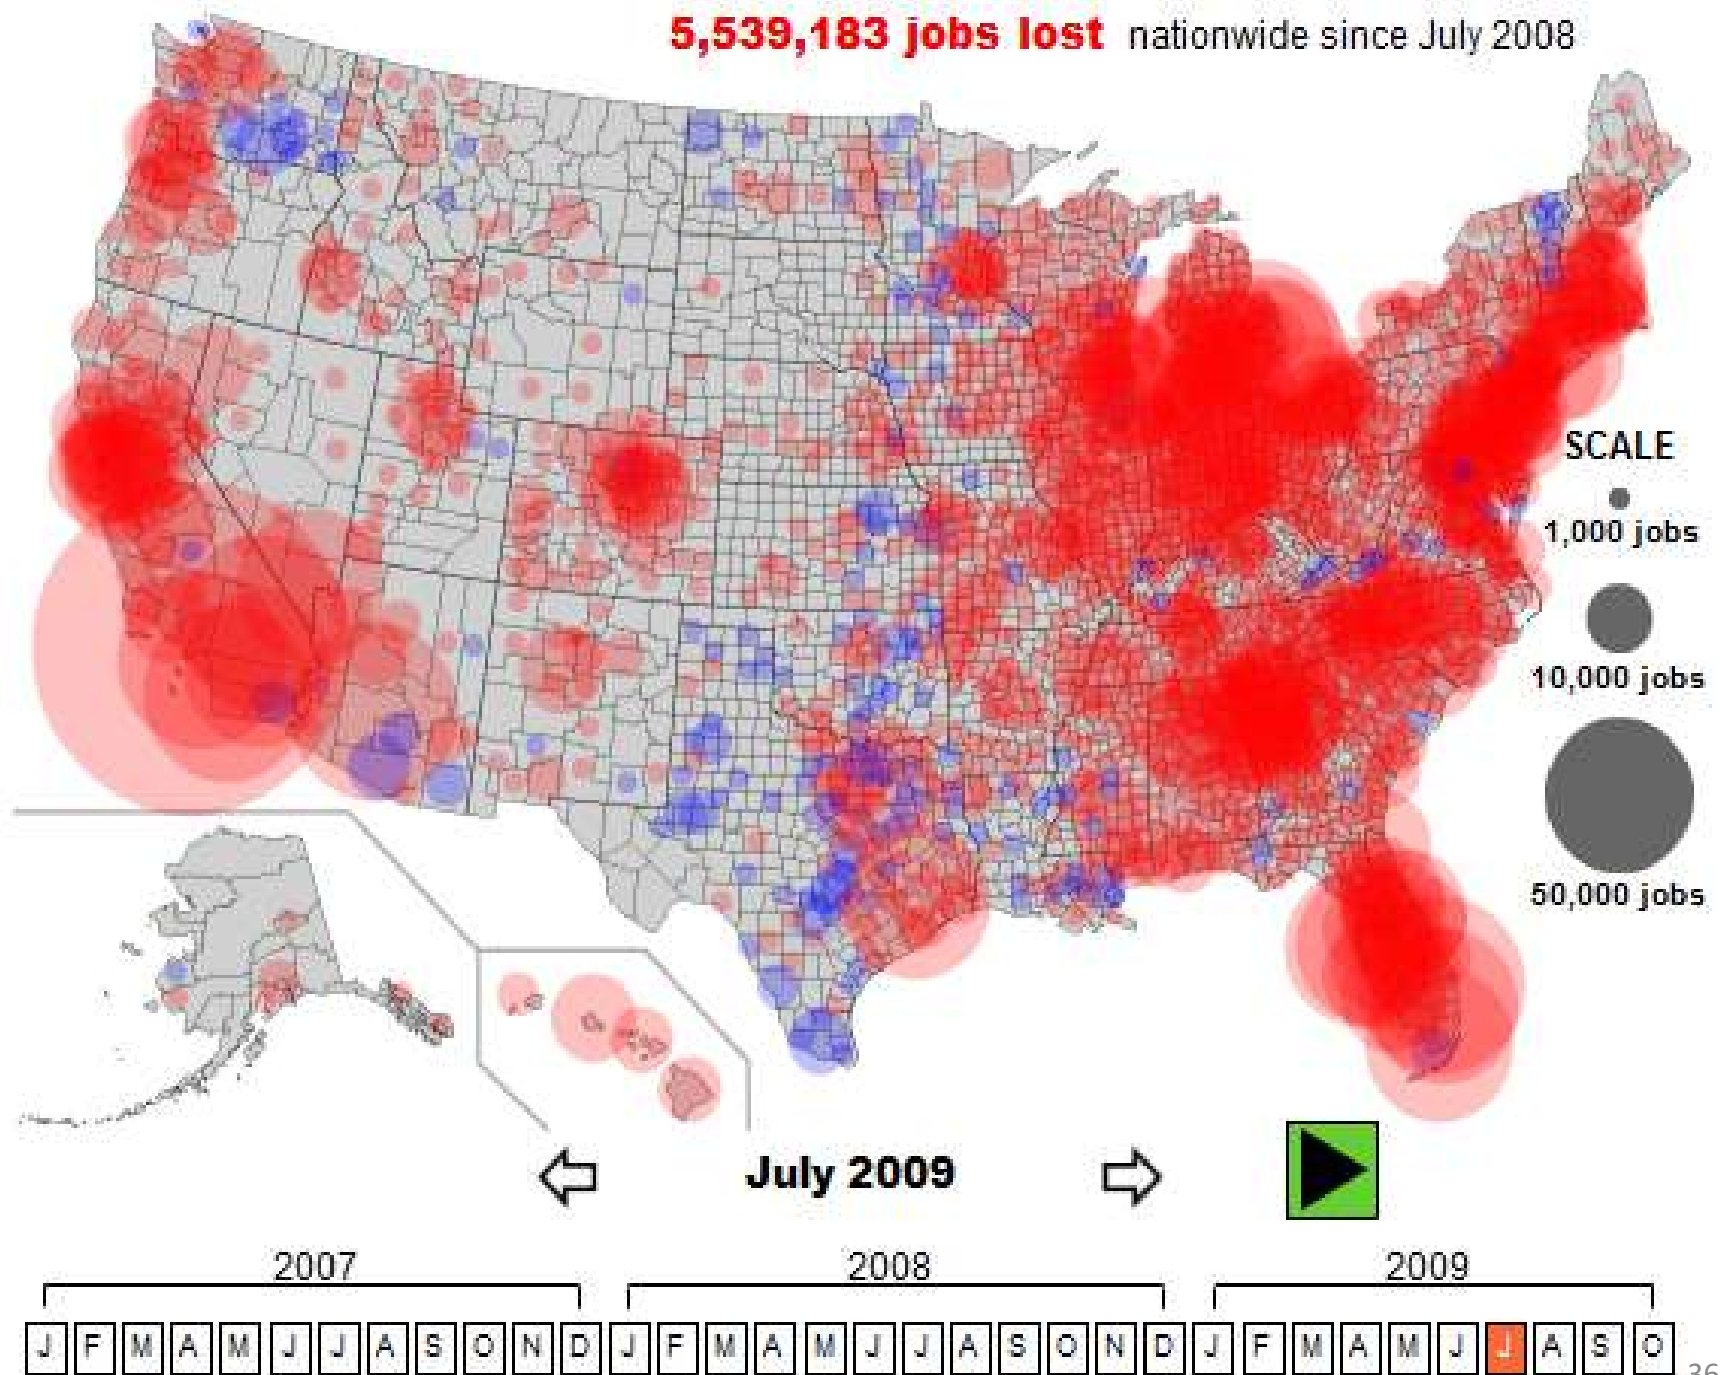 5,539,183 jobs lost nationwide since July 2008
SCALE
1,000 jobs
10,000 jobs
50,000 jobs
July 2009
2007 2008 2009
J F M A M J J A S O N D J F M A M J J A S O N D J F M A M J J A S O
36